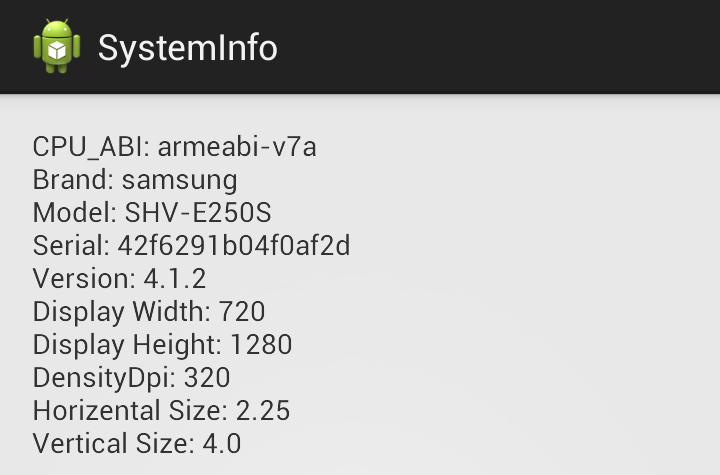 SystemInfo
CPU_ABI: armeabi-v7a
Brand: samsung
Model: SHV-E250S
Serial: 42f6291b04f0af2d
Version: 4.1.2
Display Width: 720
Display Height: 1280
DensityDpi: 320
Horizental Size: 2.25
Vertical Size: 4.0